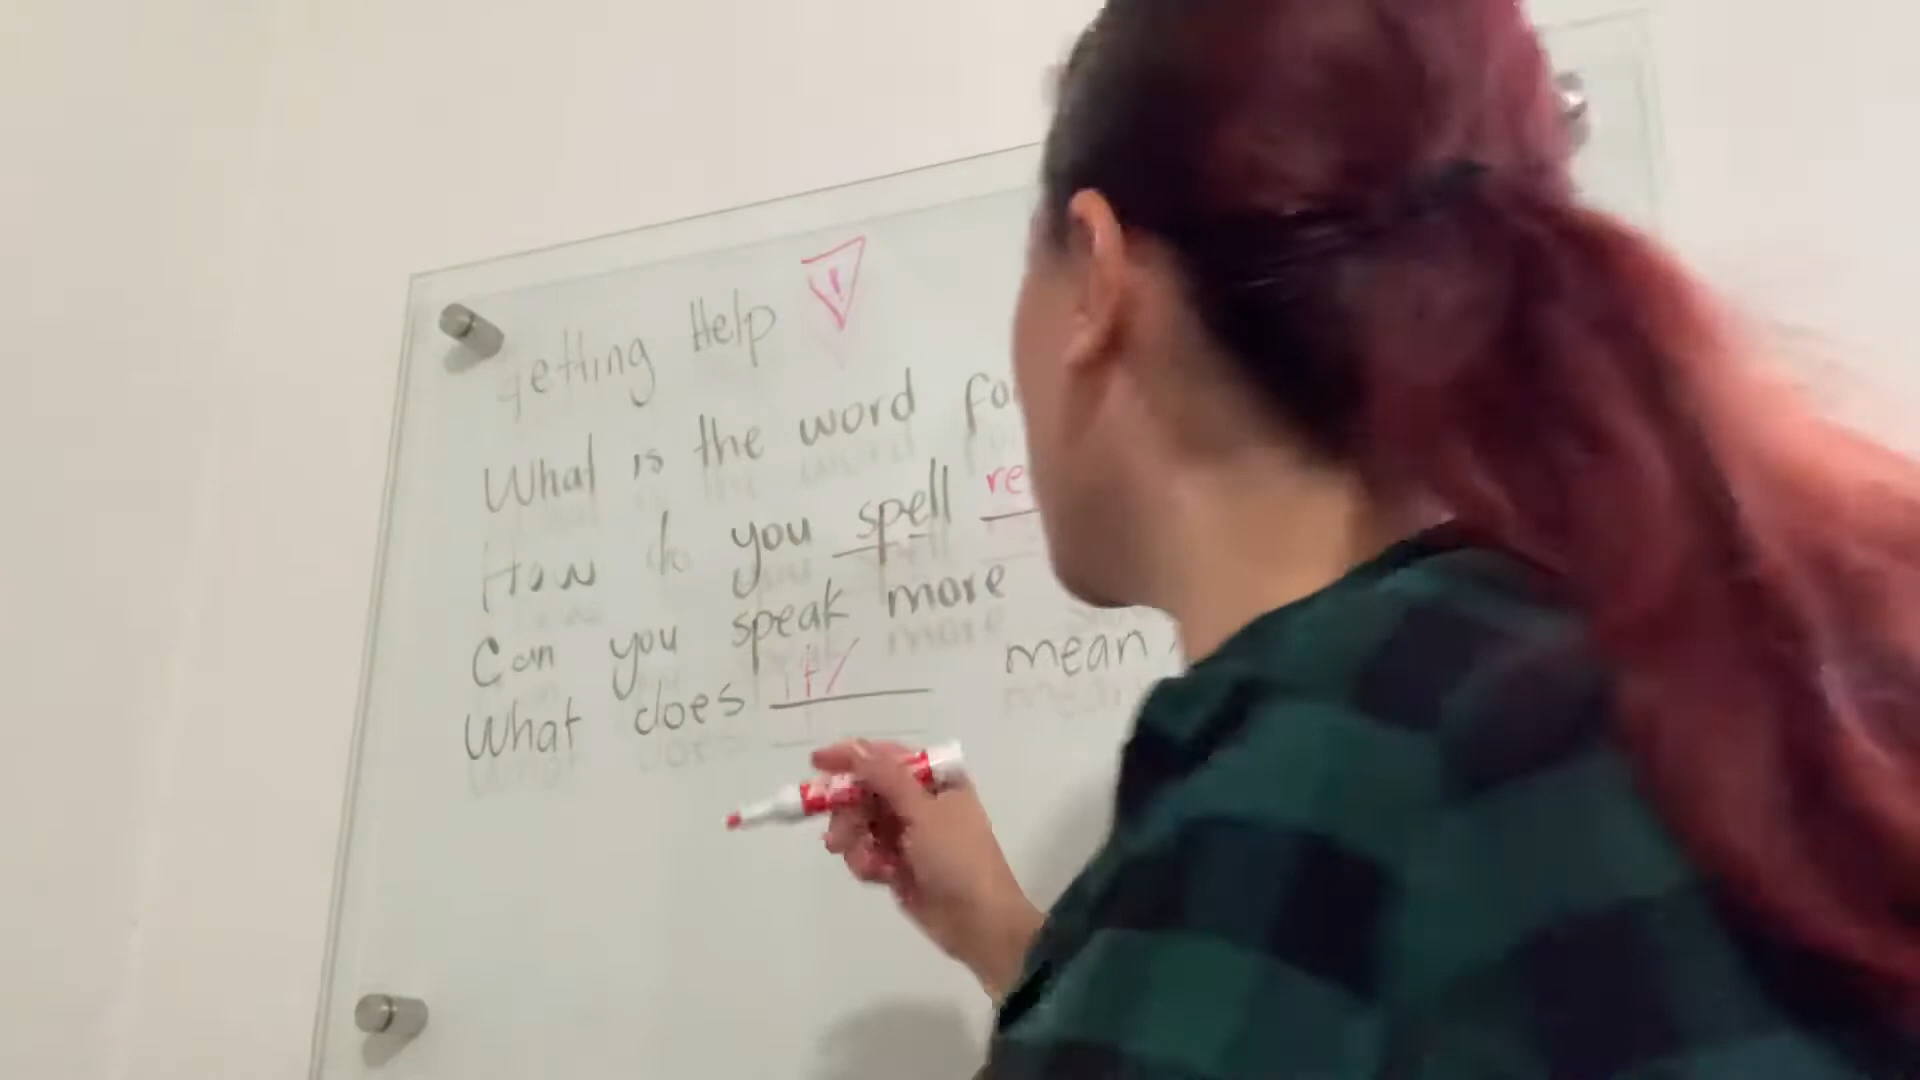 Getting Help !
What is the word fo
How do you spell re
Can you speak more
What does it/ mean